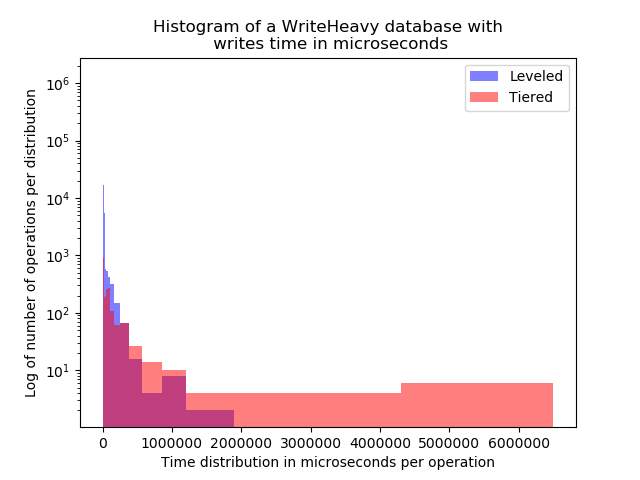 Histogram of a WriteHeavy database with
writes time in microseconds
Leveled
Tiered
Log of number of operations per distribution
10^6
10^5
10^4
10^3
10^2
10^1
0 1000000 2000000 3000000 4000000 5000000 6000000
Time distribution in microseconds per operation